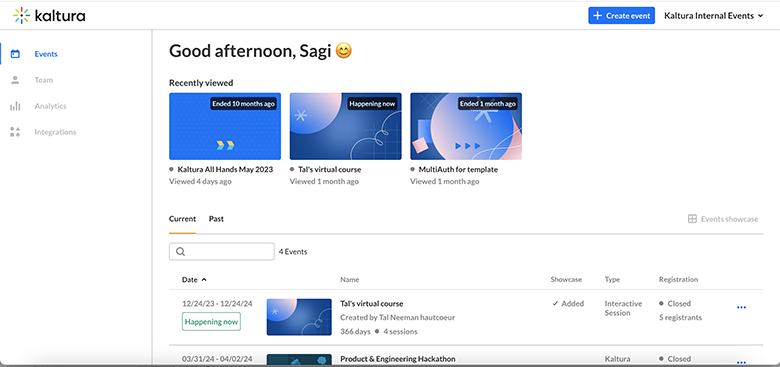 kaltura
+ Create event
Kaltura Internal Events
Events
Team
Analytics
Integrations
Good afternoon, Sagi 😊
Recently viewed
Ended 10 months ago
Happening now
Ended 1 month ago
Kaltura All Hands May 2023
Tal's virtual course
MultiAuth for template
Viewed 4 days ago
Viewed 1 month ago
Viewed 1 month ago
Current Past
Events showcase
4 Events
Date Name Showcase Type Registration
12/24/23 - 12/24/24
Happening now
Tal's virtual course
Created by Tal Neeman hautcoeur
366 days 4 sessions
Added
Interactive
Session
Closed
5 registrants
03/31/24 - 04/02/24
Product & Engineering Hackathon
Kaltura
Closed